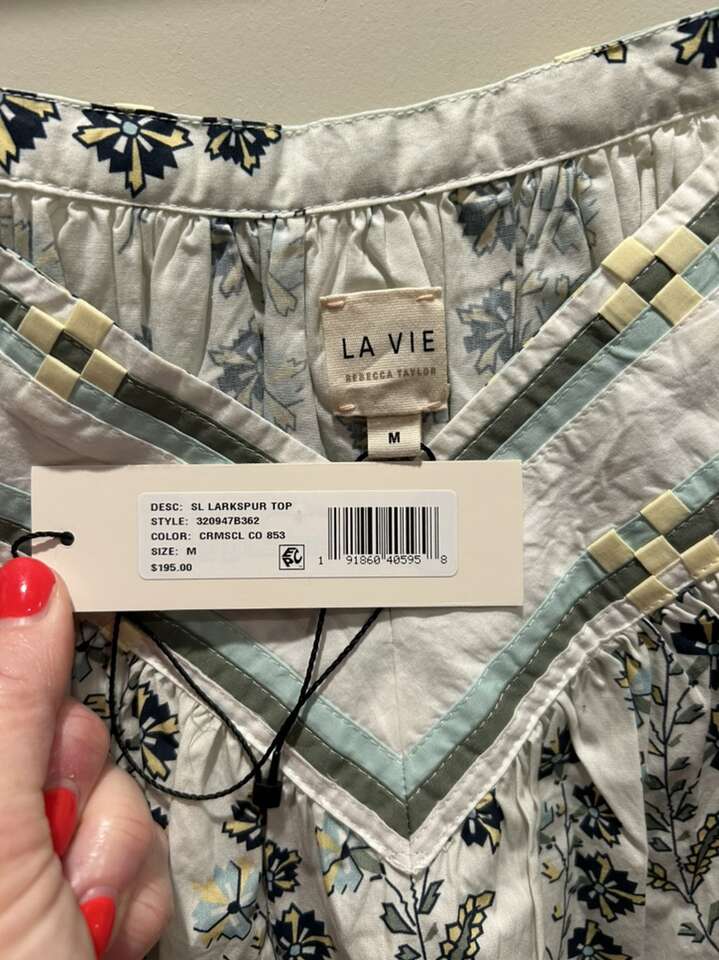 LA VIE
REBECCA TAYLOR
M
DESC: SL LARKSPUR TOP
STYLE: 320947B362
COLOR: CRMSCL CO 853
SIZE: M
$195.00
EPC
1 91860 40595 8